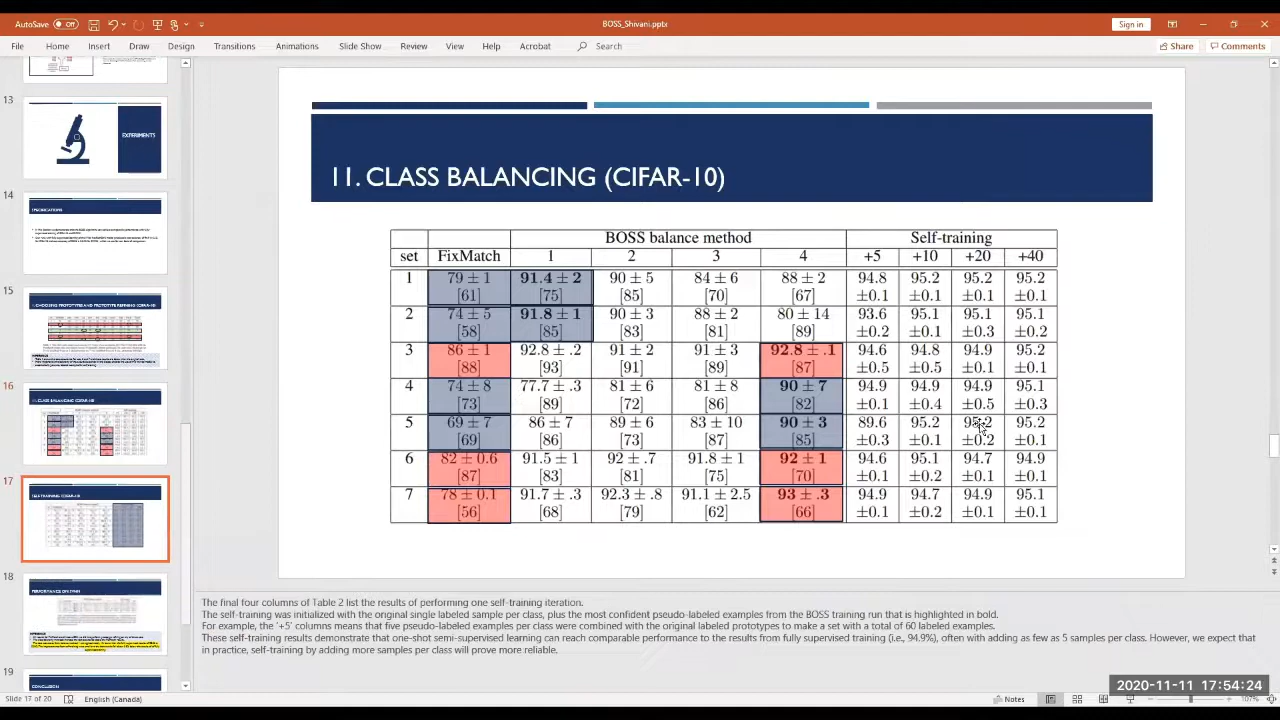 AutoSave Off BOSS_Shivani.pptx Sign in
File Home Insert Draw Design Transitions Animations Slide Show Review View Help Acrobat Search Share Comments
13
EXPERIMENTS
14
15
16
17
18
19
CONCLUSION
11. CLASS BALANCING (CIFAR-10)
BOSS balance method Self-training
set FixMatch 1 2 3 4 +5 +10 +20 +40
1 79 ± 1 91.4 ± 2 90 ± 5 84 ± 6 88 ± 2 94.8 95.2 95.2 95.2
[61] [75] [85] [70] [67] ±0.1 ±0.1 ±0.1 ±0.1
2 74 ± 5 91.8 ± 1 90 ± 3 88 ± 2 80 ± 14 93.6 95.1 95.1 95.1
[58] [85] [83] [81] [89] ±0.2 ±0.1 ±0.3 ±0.2
3 86 ± 1 92.8 ± .2 91 ± 2 91 ± 3 92.8 ± .1 94.6 94.8 94.9 95.2
[88] [93] [91] [89] [87] ±0.5 ±0.5 ±0.1 ±0.1
4 74 ± 8 77.7 ± .3 81 ± 6 81 ± 8 90 ± 7 94.9 94.9 94.9 95.1
[73] [89] [72] [86] [82] ±0.1 ±0.4 ±0.5 ±0.3
5 69 ± 7 86 ± 7 89 ± 6 83 ± 10 90 ± 3 89.6 95.2 95.2 95.2
[69] [86] [73] [87] [85] ±0.3 ±0.1 ±0.2 ±0.1
6 82 ± 0.6 91.5 ± 1 92 ± .7 91.8 ± 1 92 ± 1 94.6 95.1 94.7 94.9
[87] [83] [81] [75] [70] ±0.1 ±0.2 ±0.1 ±0.1
7 78 ± 0.1 91.7 ± .3 92.3 ± .8 91.1 ± 2.5 93 ± .3 94.9 94.7 94.9 95.1
[56] [68] [79] [62] [66] ±0.1 ±0.2 ±0.1 ±0.1
The final four columns of Table 2 list the results of performing one self-training iteration.
The self-training was initialized with the original single labeled sample per class, plus the most confident pseudo-labeled examples from the BOSS training run that is highlighted in bold.
For example, the '+5' columns means that five pseudo-labeled examples per class were combined with the original labeled prototypes to make a set with a total of 60 labeled examples.
These self-training results demonstrate that one-shot semi-supervised learning can reach comparable performance to the results from fully supervised training (i.e., 94.9%), often with adding as few as 5 samples per class. However, we expect that
in practice, self-training by adding more samples per class will prove more reliable.
2020-11-11 17:54:24
Slide 17 of 20 English (Canada) Notes 107%